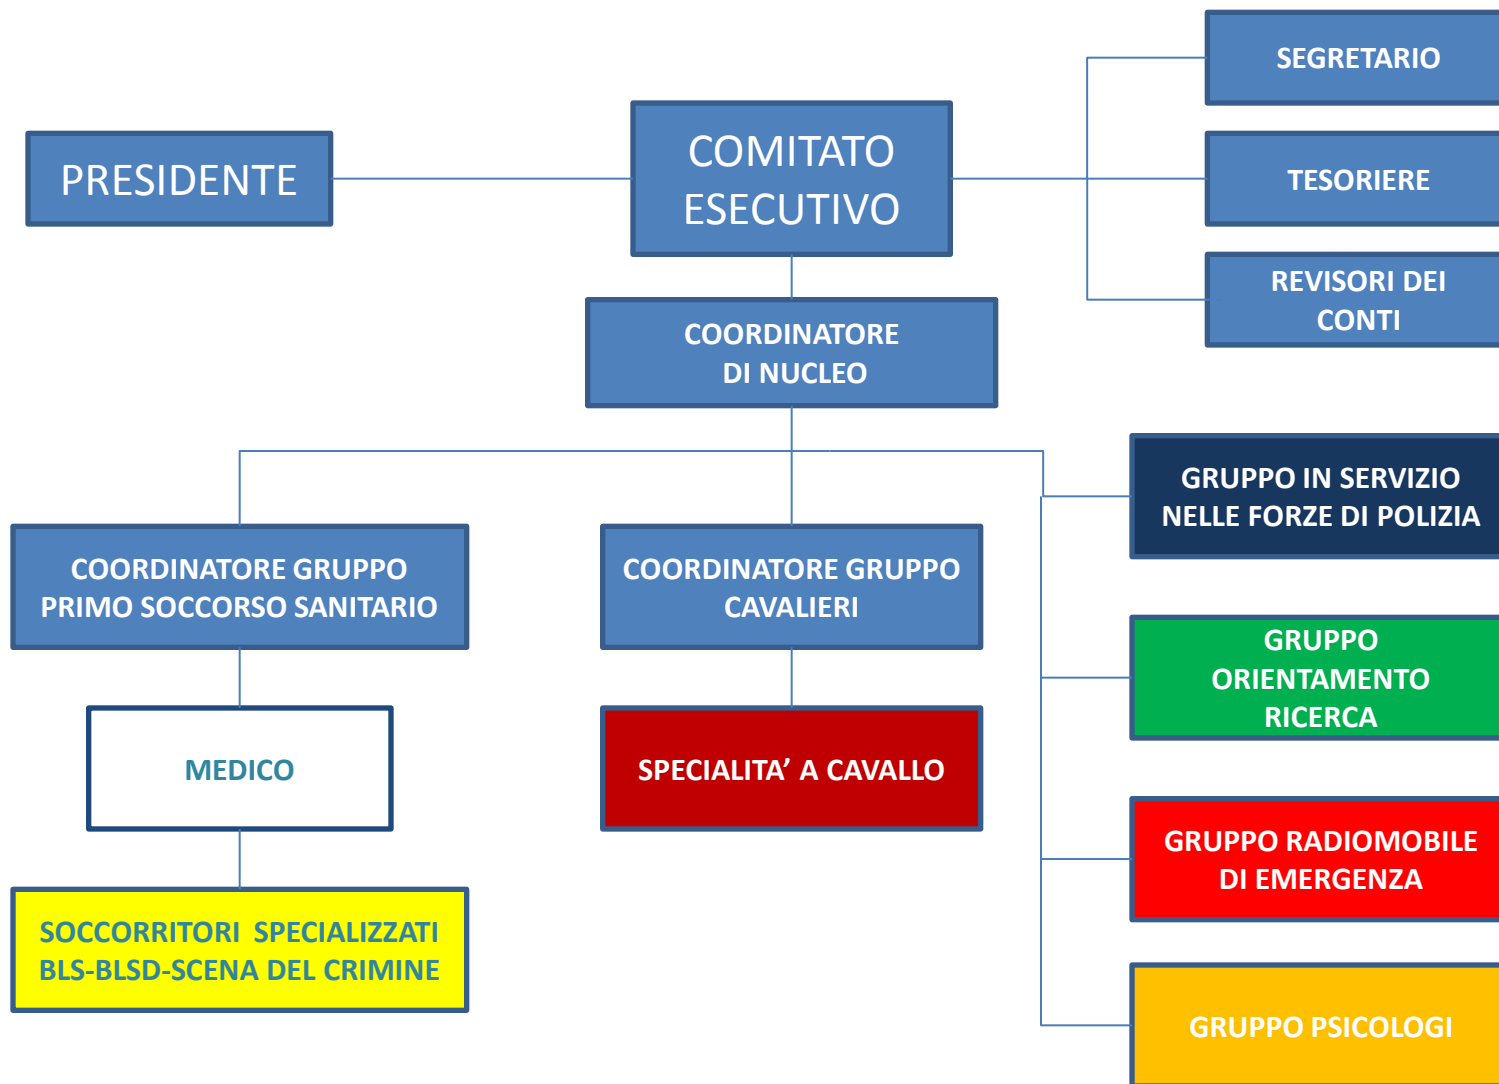 SEGRETARIO
PRESIDENTE
COMITATO
ESECUTIVO
TESORIERE
REVISORI DEI
CONTI
COORDINATORE
DI NUCLEO
GRUPPO IN SERVIZIO
NELLE FORZE DI POLIZIA
COORDINATORE GRUPPO
PRIMO SOCCORSO SANITARIO
COORDINATORE GRUPPO
CAVALIERI
GRUPPO
ORIENTAMENTO
RICERCA
MEDICO
SPECIALITA’ A CAVALLO
GRUPPO RADIOMOBILE
DI EMERGENZA
SOCCORRITORI SPECIALIZZATI
BLS-BLSD-SCENA DEL CRIMINE
GRUPPO PSICOLOGI